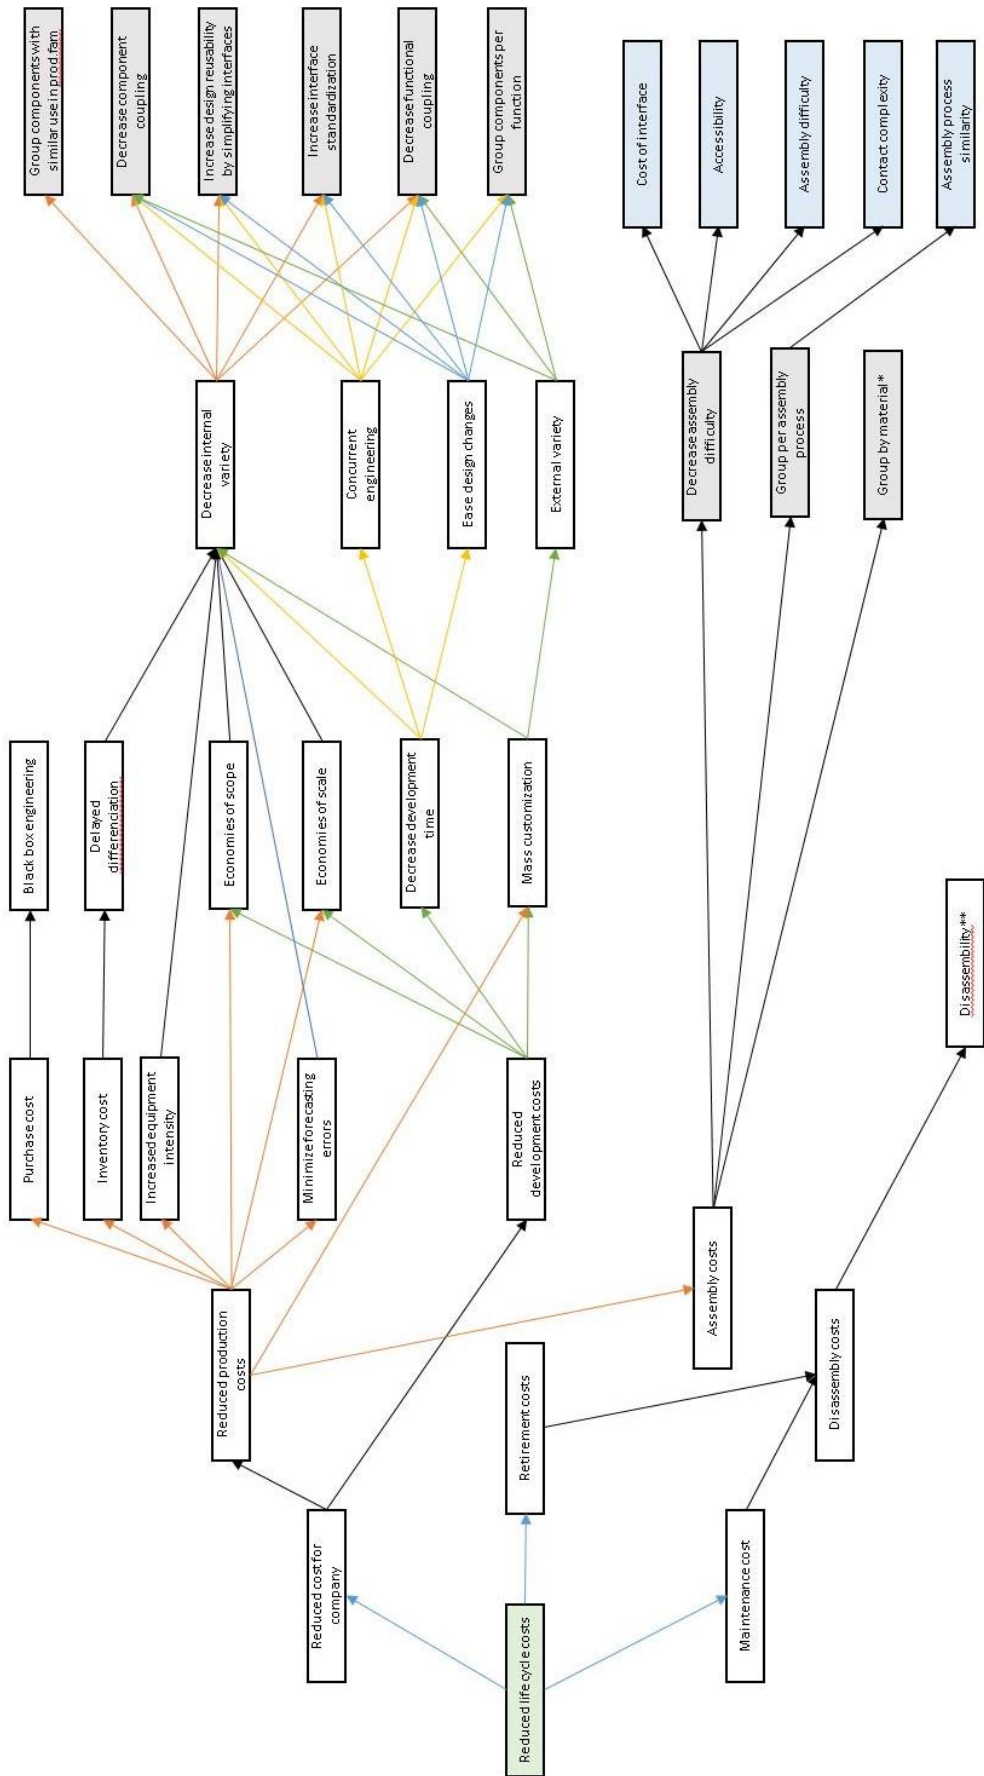 Reduced life cycle costs
Reduced cost for
company
Retirement costs
Maintenance cost
Reduced production
costs
Disassembly costs
Assembly costs
Purchase cost
Inventory cost
Increased equipment
intensity
Minimize forecasting
errors
Reduced
development costs
Disassembility**
Black box engineering
Delayed
differenciation
Economies of scope
Economies of scale
Decrease development
time
Mass customization
Decrease internal
variety
Concurrent
engineering
Ease design changes
External variety
Decrease assembly
difficulty
Group per assembly
process
Group by material*
Group components with
similar use in prod.fam
Decrease component
coupling
Increase design reusability
by simplifying interfaces
Increase interface
standardization
Decrease functional
coupling
Group components per
function
Cost of interface
Accessibility
Assembly difficulty
Contact complexity
Assembly process
similarity